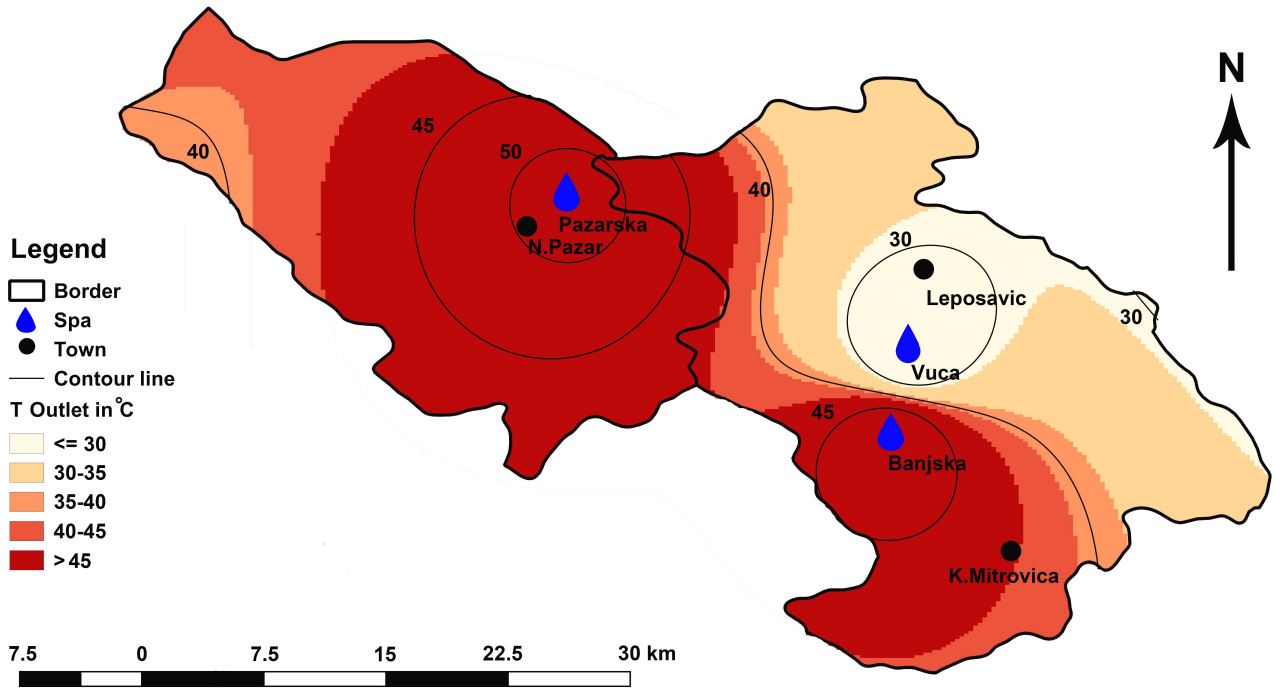 N
45
50
40
40
Pazarska
N.Pazar
30
Leposavic
30
Vuca
45
Banjska
K.Mitrovica
Legend
Border
Spa
Town
Contour line
T Outlet in °C
<= 30
30-35
35-40
40-45
> 45
7.5 0 7.5 15 22.5 30 km